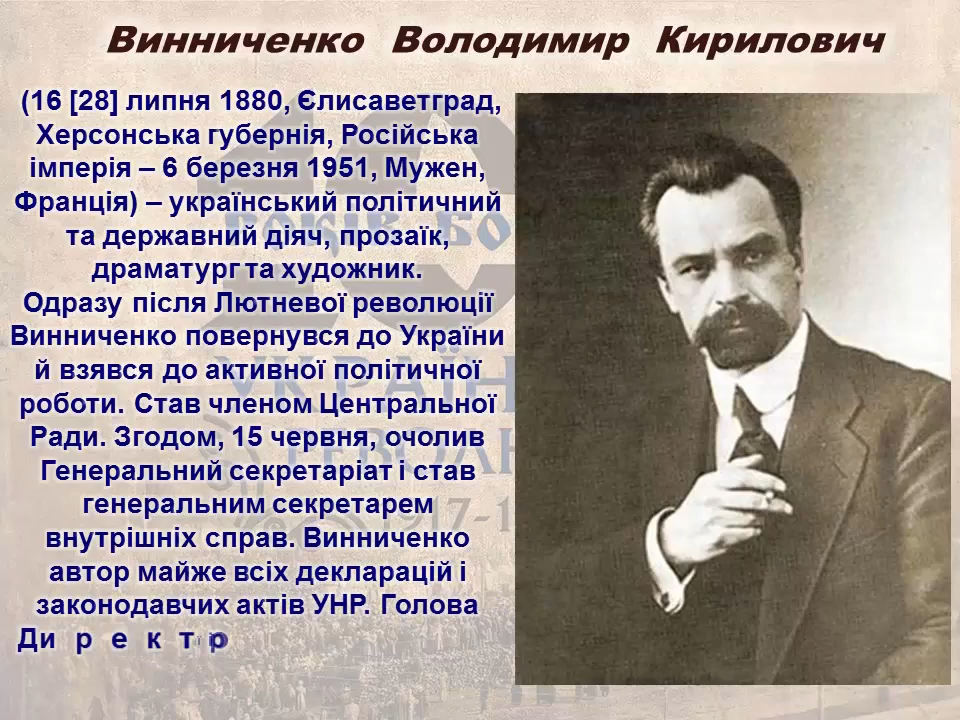 Винниченко Володимир Кирилович
(16 [28] липня 1880, Єлисаветград,
Херсонська губернія, Російська
імперія – 6 березня 1951, Мужен,
Франція) – український політичний
та державний діяч, прозаїк,
драматург та художник.
Одразу після Лютневої революції
Винниченко повернувся до України
й взявся до активної політичної
роботи. Став членом Центральної
Ради. Згодом, 15 червня, очолив
Генеральний секретаріат і став
генеральним секретарем
внутрішніх справ. Винниченко
автор майже всіх декларацій і
законодавчих актів УНР. Голова
Ди р е к т р